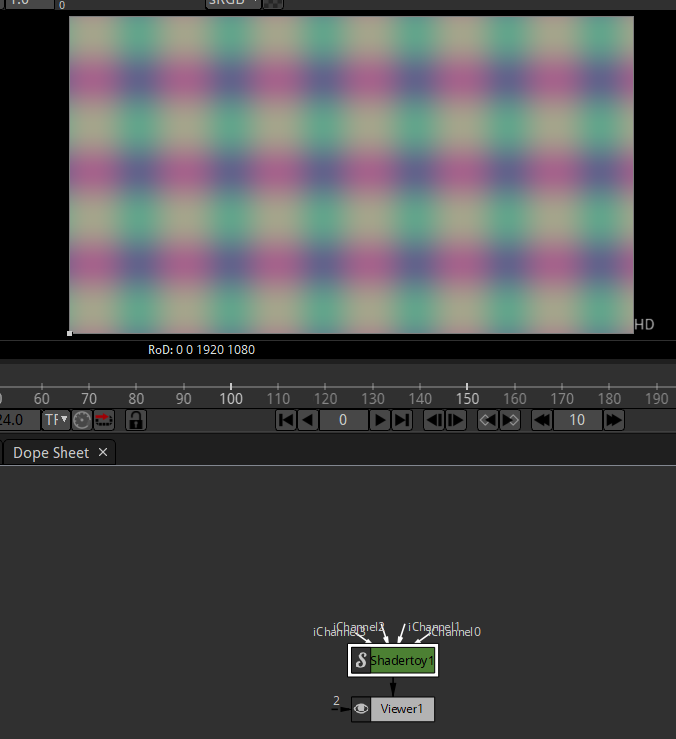 1.0
sRGB
0
HD
RoD: 0 0 1920 1080
60 70 80 90 100 110 120 130 140 150 160 170 180 190
24.0 0 10
Dope Sheet ×
iChannel2 iChannel1
iChannel3 iChannel0
S Shadertoy1
2
Viewer1